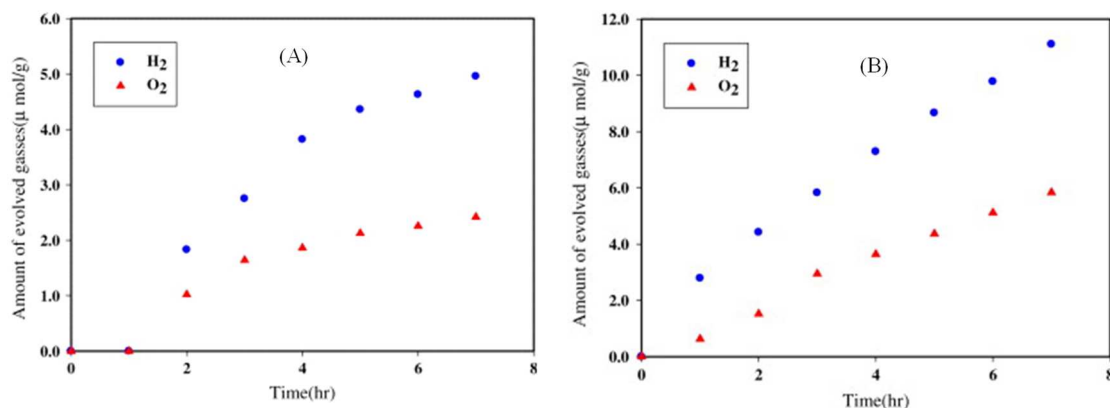 6.0
5.0
4.0
3.0
2.0
1.0
0.0
0
2
4
6
8
Amount of evolved gasses(μ mol/g)
Time(hr)
(A)
H2
O2
12.0
10.0
8.0
6.0
4.0
2.0
0.0
0
2
4
6
8
Amount of evolved gasses(μ mol/g)
Time(hr)
(B)
H2
O2